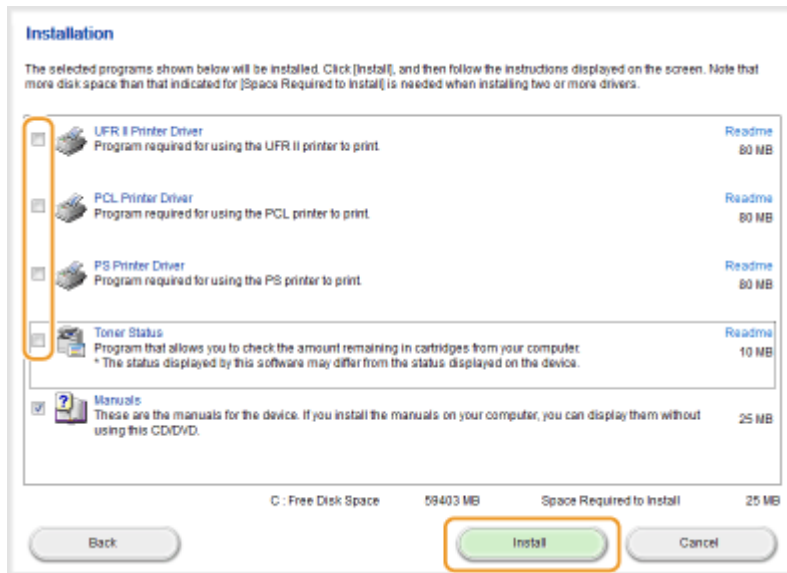 Installation
The selected programs shown below will be installed. Click [Install], and then follow the instructions displayed on the screen. Note that
more disk space than that indicated for [Space Required to Install] is needed when installing two or more drivers.
UFR II Printer Driver Readme
Program required for using the UFR II printer to print. 80 MB
PCL Printer Driver Readme
Program required for using the PCL printer to print. 80 MB
PS Printer Driver Readme
Program required for using the PS printer to print. 80 MB
Toner Status Readme
Program that allows you to check the amount remaining in cartridges from your computer. 10 MB
* The status displayed by this software may differ from the status displayed on the device.
Manuals
These are the manuals for the device. If you install the manuals on your computer, you can display them without 25 MB
using this CD/DVD.
C : Free Disk Space 59403 MB Space Required to Install 25 MB
Back Install Cancel